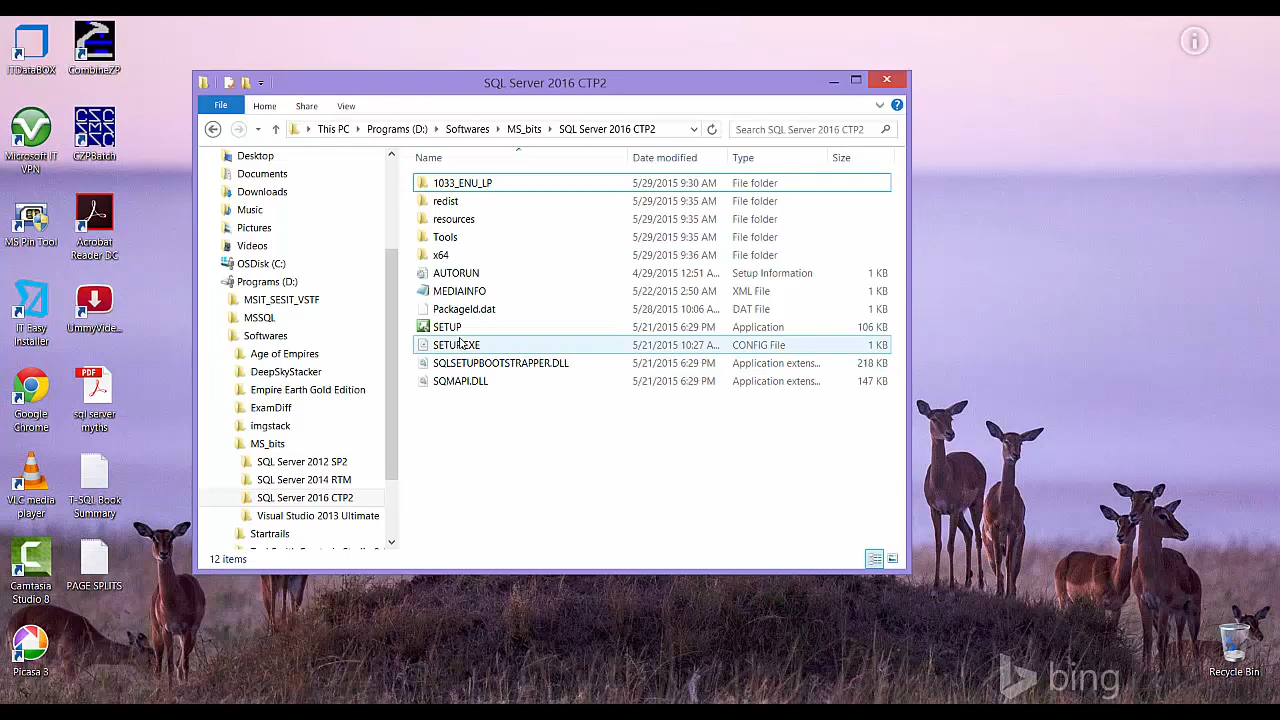 SQL Server 2016 CTP2
File Home Share View
This PC Programs (D:) Softwares MS_bits SQL Server 2016 CTP2
Search SQL Server 2016 CTP2
Name Date modified Type Size
Desktop
Documents
Downloads
Music
Pictures
Videos
OSDisk (C:)
Programs (D:)
MSIT_SESIT_VSTF
MSSQL
Softwares
Age of Empires
DeepSkyStacker
Empire Earth Gold Edition
ExamDiff
imgstack
MS_bits
SQL Server 2012 SP2
SQL Server 2014 RTM
SQL Server 2016 CTP2
Visual Studio 2013 Ultimate
Startrails
1033_ENU_LP 5/29/2015 9:30 AM File folder
redist 5/29/2015 9:35 AM File folder
resources 5/29/2015 9:35 AM File folder
Tools 5/29/2015 9:35 AM File folder
x64 5/29/2015 9:36 AM File folder
AUTORUN 4/29/2015 12:51 A... Setup Information 1 KB
MEDIAINFO 5/22/2015 2:50 AM XML File 1 KB
PackageId.dat 5/28/2015 10:06 A... DAT File 1 KB
SETUP 5/21/2015 6:29 PM Application 106 KB
SETUP.EXE 5/21/2015 10:27 A... CONFIG File 1 KB
SQLSETUPBOOTSTRAPPER.DLL 5/21/2015 6:29 PM Application extens... 218 KB
SQMAPI.DLL 5/21/2015 6:29 PM Application extens... 147 KB
12 items
ITDataBOX
CombineZP
Microsoft IT
VPN
CZPBatch
MS Pin Tool
Acrobat
Reader DC
IT Easy
Installer
UmmyVide...
Google
Chrome
PDF
sql server
myths
VLC media
player
T-SQL Book
Summary
Camtasia
Studio 8
PAGE SPLITS
Picasa 3
Recycle Bin
bing